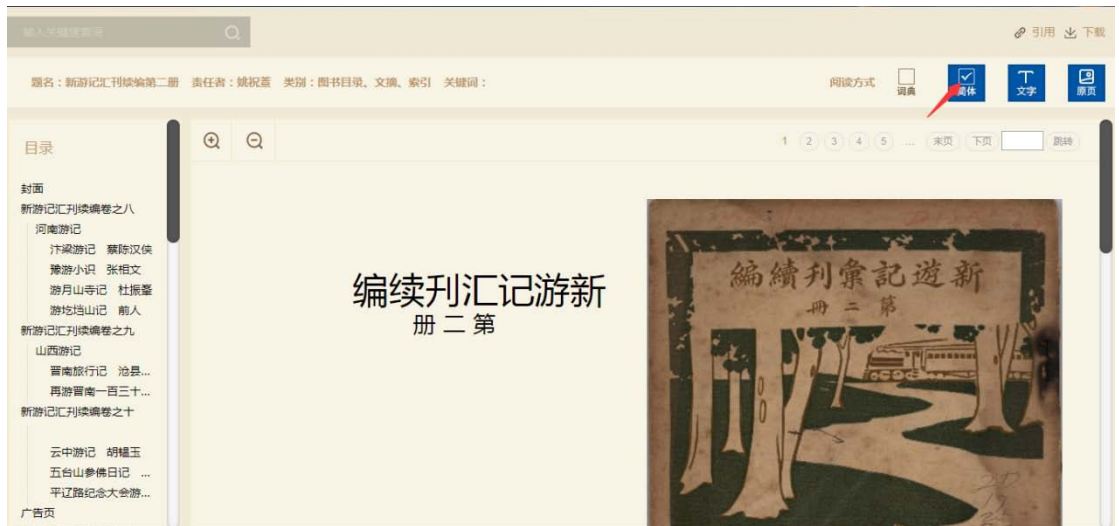 输入关键搜索词
引用 下载
题名：新游记汇刊续编第二册 责任者：姚祝萱 类别：图书目录、文摘、索引 关键词：
阅读方式 词典 简体 文字 原页
目录
1 2 3 4 5 ... 末页 下页 跳转
封面
新游记汇刊续编卷之八
河南游记
汴梁游记 蔡陈汉侠
豫游小识 张相文
游月山寺记 杜振鳌
游圪垱山记 前人
新游记汇刊续编卷之九
山西游记
晋南旅行记 沧县...
再游晋南一百三十...
新游记汇刊续编卷之十
云中游记 胡韫玉
五台山参佛日记 ...
平辽路纪念大会游...
广告页
编续刊汇记游新
册二第
編續刊彙記遊新
冊二第